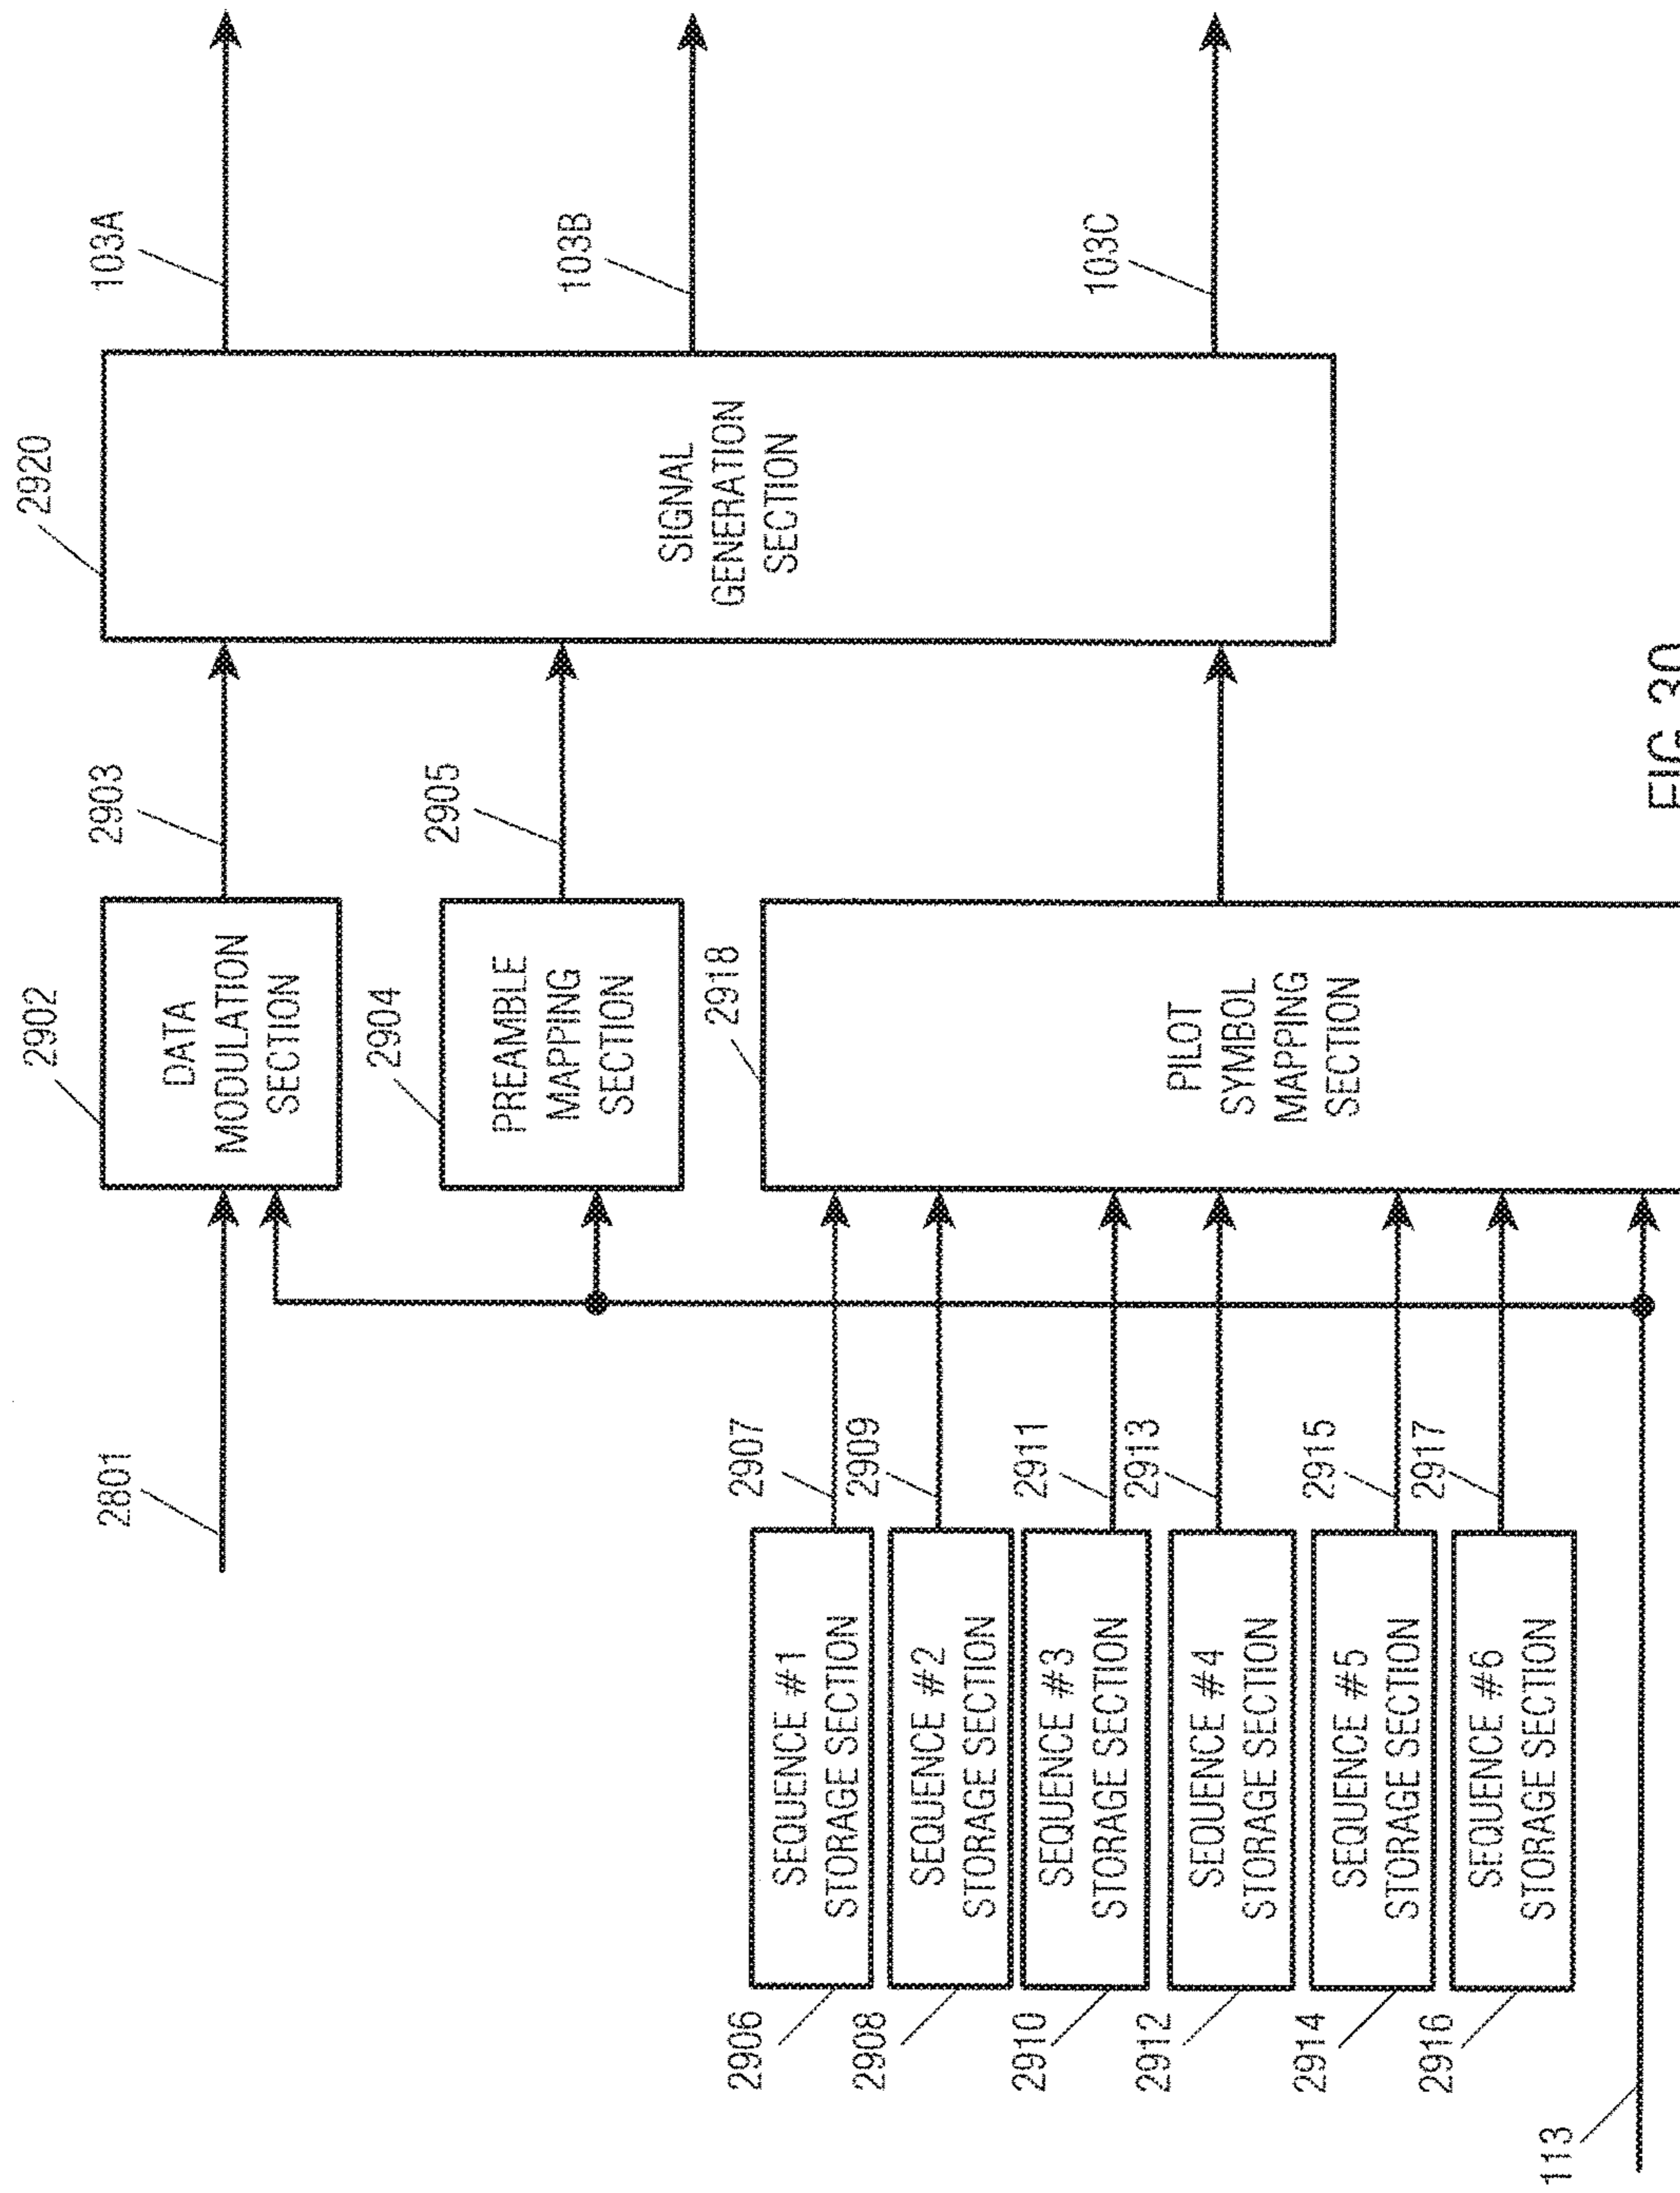 2801
2902
DATA
MODULATION
SECTION
2903
2904
PREAMBLE
MAPPING
SECTION
2905
2920
SIGNAL
GENERATION
SECTION
103A
103B
103C
2906
SEQUENCE #1
STORAGE SECTION
2907
2908
SEQUENCE #2
STORAGE SECTION
2909
2910
SEQUENCE #3
STORAGE SECTION
2911
2912
SEQUENCE #4
STORAGE SECTION
2913
2914
SEQUENCE #5
STORAGE SECTION
2915
2916
SEQUENCE #6
STORAGE SECTION
2917
2918
PILOT
SYMBOL
MAPPING
SECTION
113
FIG. 30